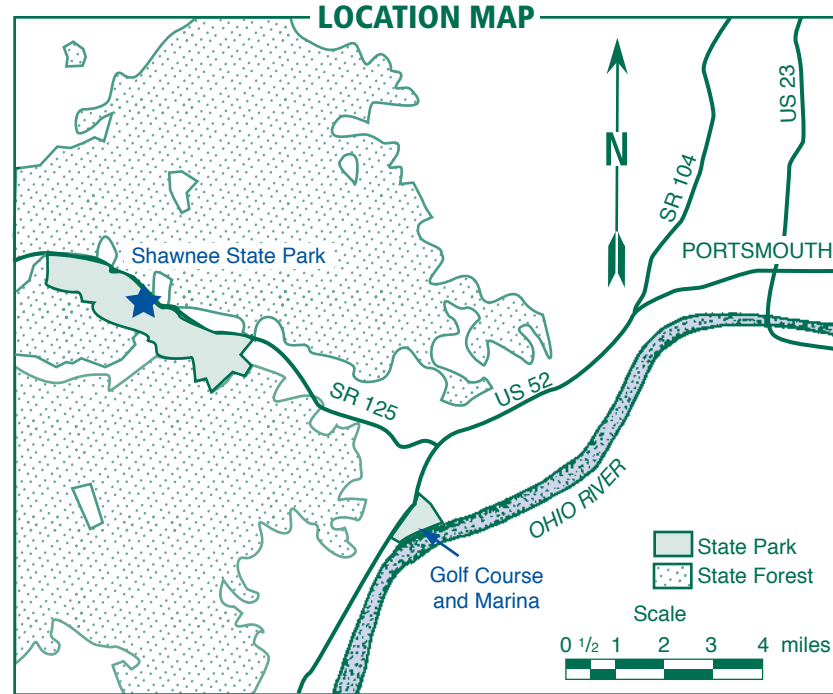 LOCATION MAP
US 23
N
SR 104
Shawnee State Park
PORTSMOUTH
SR 125
US 52
OHIO RIVER
State Park
State Forest
Golf Course
and Marina
Scale
0 1/2 1 2 3 4 miles